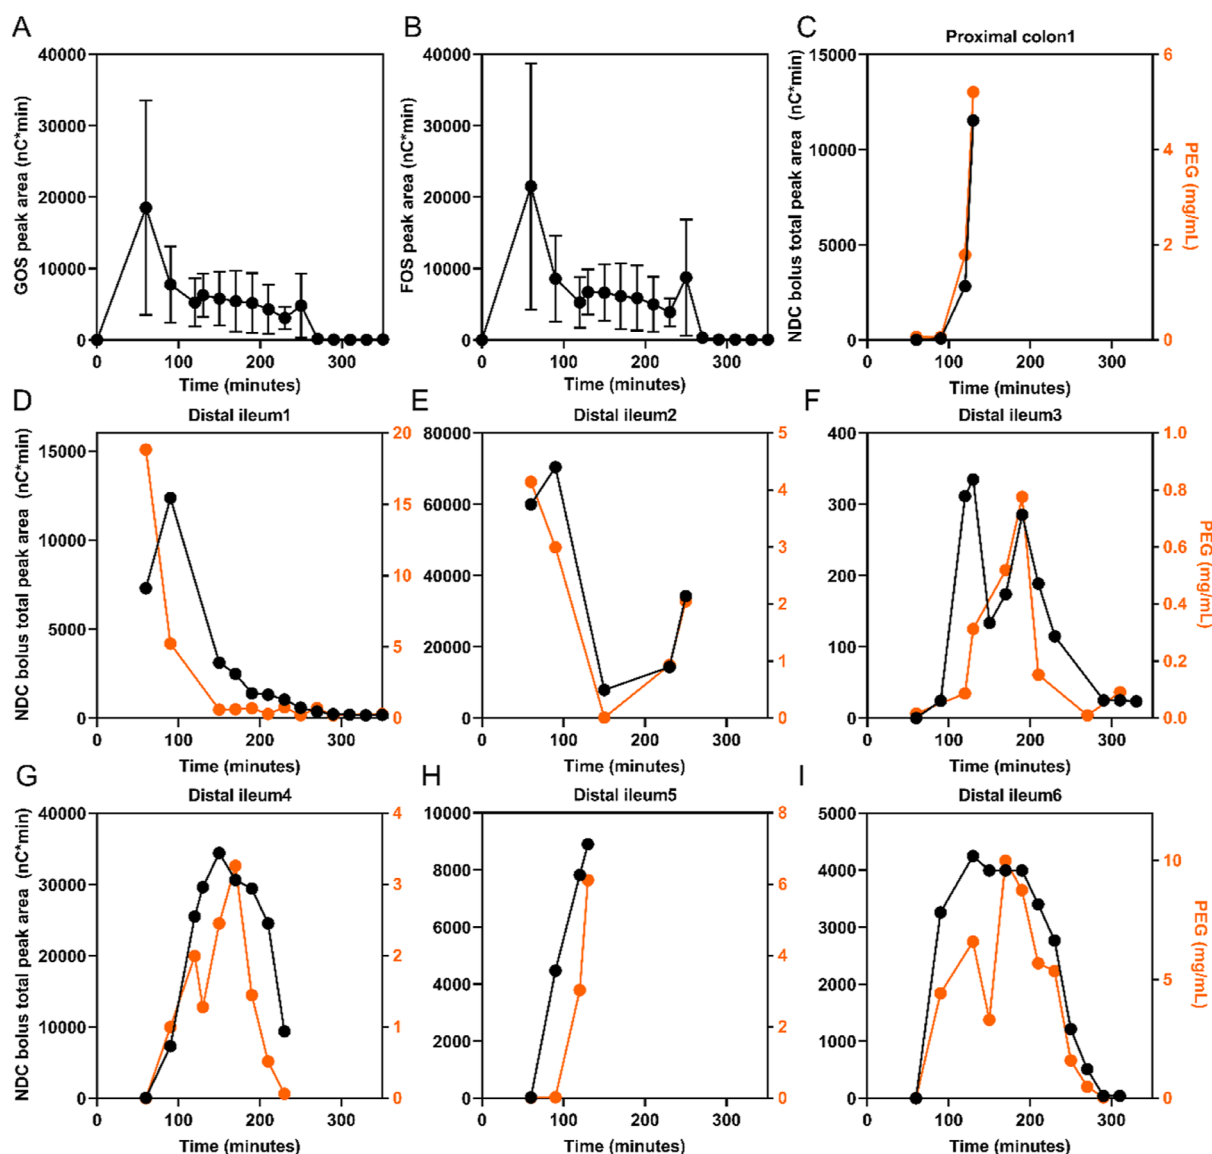 A
40000
30000
20000
10000
0
0 100 200 300
GOS peak area (nC*min)
Time (minutes)
B
40000
30000
20000
10000
0
0 100 200 300
FOS peak area (nC*min)
Time (minutes)
C
Proximal colon1
15000
10000
5000
0
0 100 200 300
6
4
2
0
NDC bolus total peak area (nC*min)
PEG (mg/mL)
Time (minutes)
D
Distal ileum1
15000
10000
5000
0
0 100 200 300
20
15
10
5
0
NDC bolus total peak area (nC*min)
Time (minutes)
E
Distal ileum2
80000
60000
40000
20000
0
0 100 200 300
5
4
3
2
1
0
Time (minutes)
F
Distal ileum3
400
300
200
100
0
0 100 200 300
1.0
0.8
0.6
0.4
0.2
0.0
PEG (mg/mL)
Time (minutes)
G
Distal ileum4
40000
30000
20000
10000
0
0 100 200 300
4
3
2
1
0
NDC bolus total peak area (nC*min)
Time (minutes)
H
Distal ileum5
10000
8000
6000
4000
2000
0
0 100 200 300
8
6
4
2
0
Time (minutes)
I
Distal ileum6
5000
4000
3000
2000
1000
0
0 100 200 300
10
5
0
PEG (mg/mL)
Time (minutes)